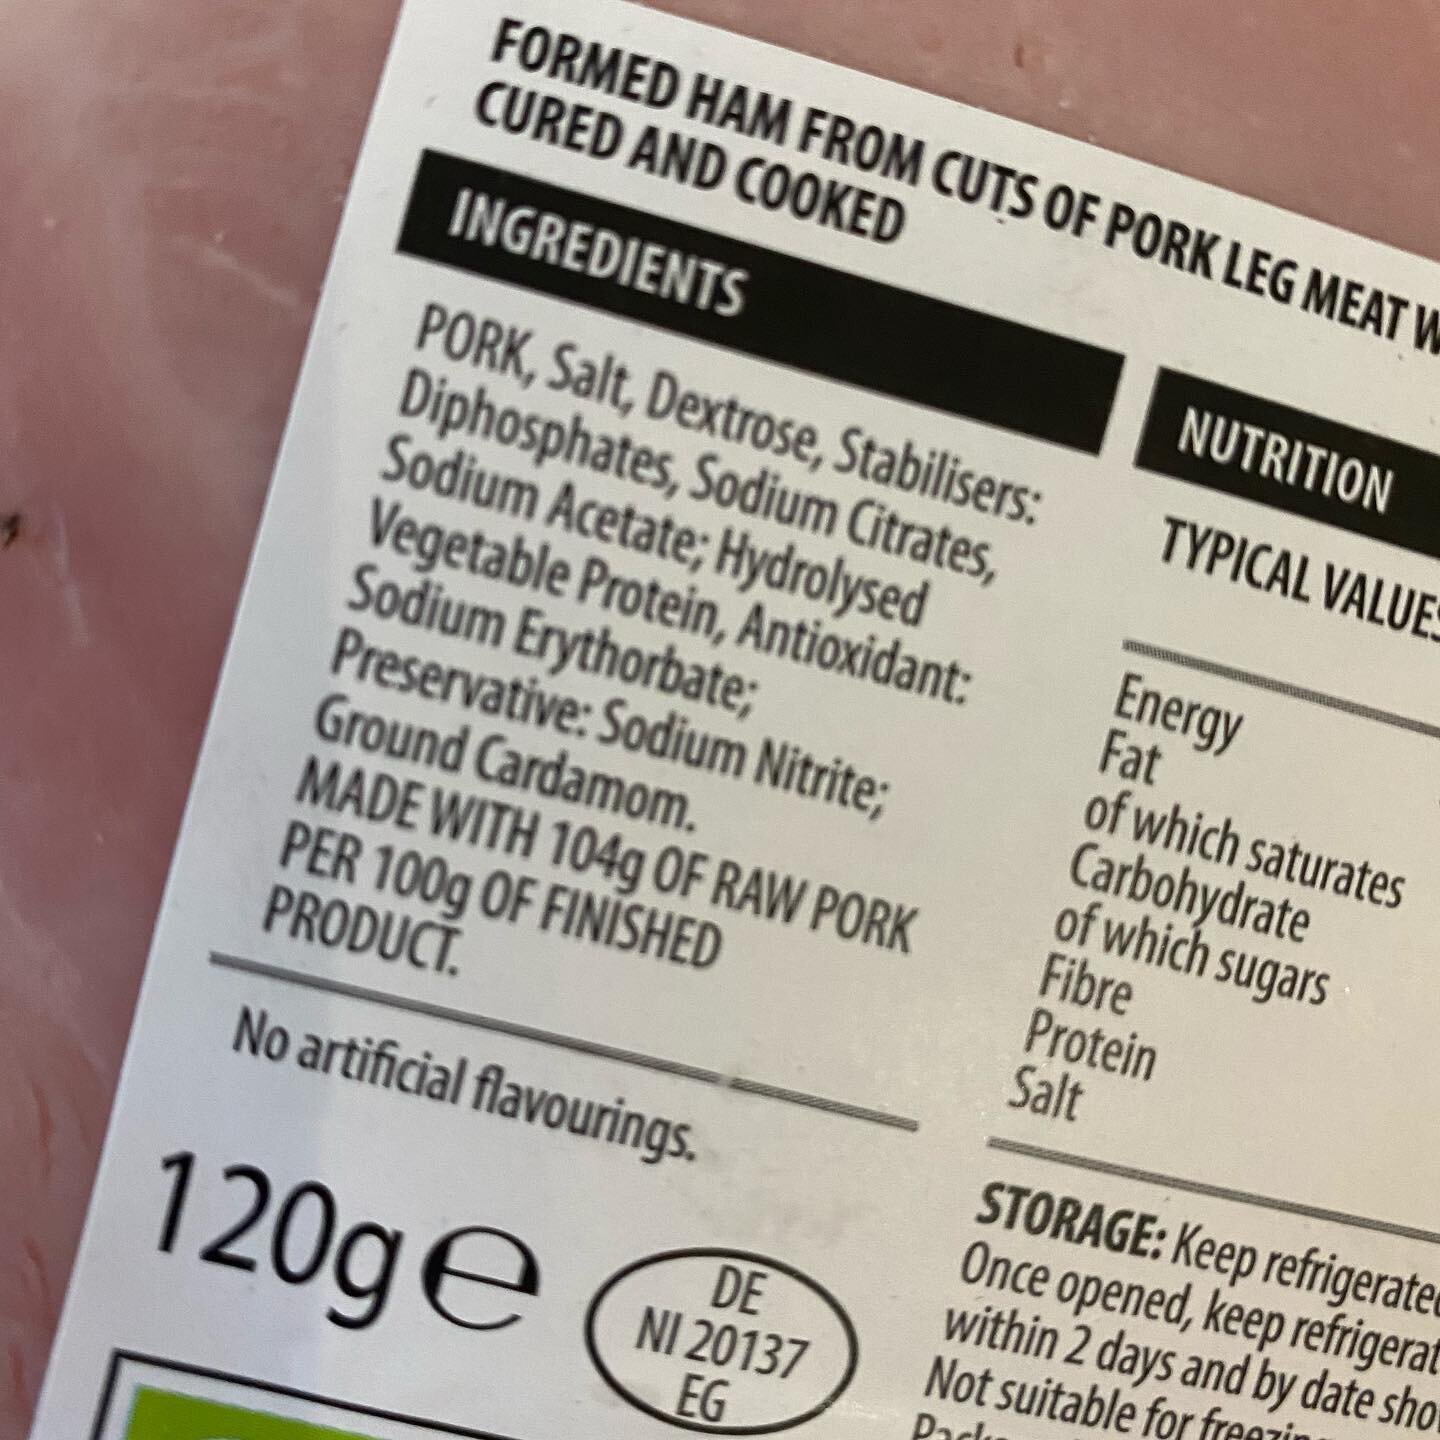 FORMED HAM FROM CUTS OF PORK LEG MEAT
CURED AND COOKED
INGREDIENTS
PORK, Salt, Dextrose, Stabilisers:
Diphosphates, Sodium Citrates,
Sodium Acetate; Hydrolysed
Vegetable Protein, Antioxidant:
Sodium Erythorbate;
Preservative: Sodium Nitrite;
Ground Cardamom.
MADE WITH 104g OF RAW PORK
PER 100g OF FINISHED
PRODUCT.
No artificial flavourings.
120g e
DE
NI 20137
EG
NUTRITION
TYPICAL VALUES
Energy
Fat
of which saturates
Carbohydrate
of which sugars
Fibre
Protein
Salt
STORAGE: Keep refrigerated
Once opened, keep
within 2 days and by date
Not suitable for